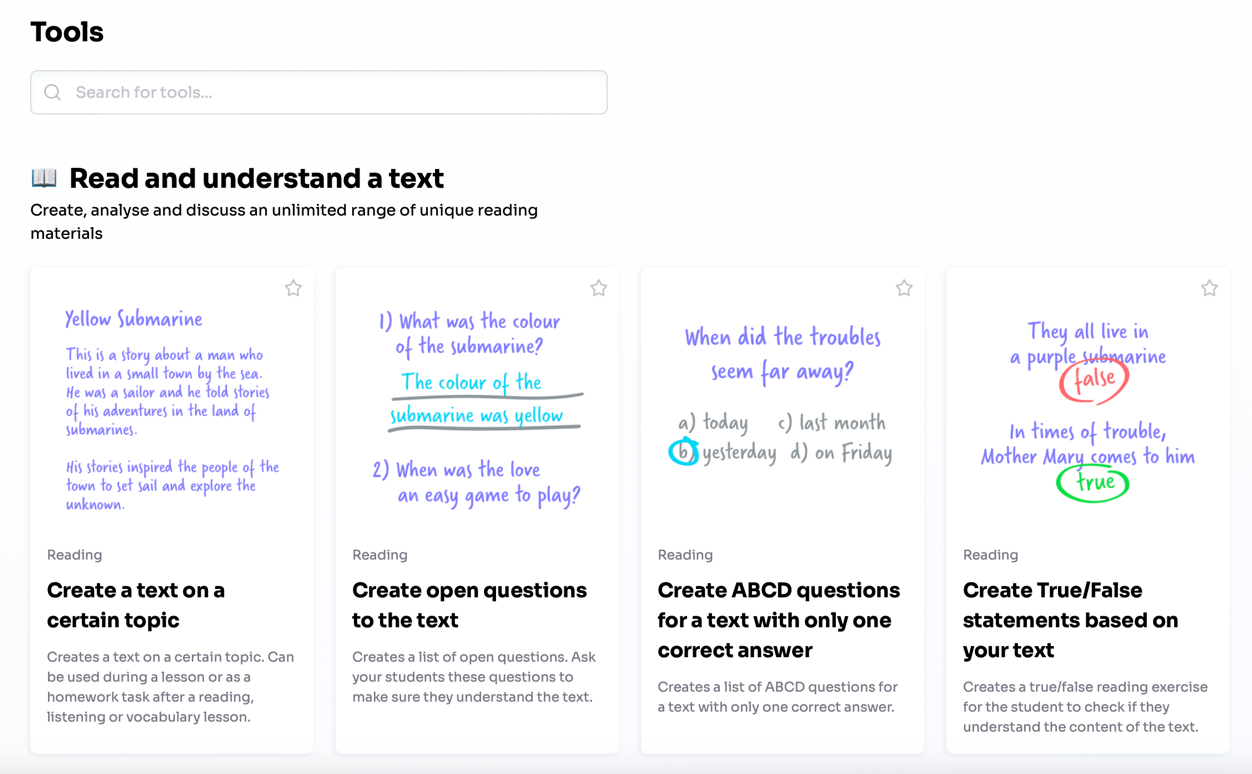 Tools
Search for tools...
📖 Read and understand a text
Create, analyse and discuss an unlimited range of unique reading
materials
Yellow Submarine
This is a story about a man who
lived in a small town by the sea.
He was a sailor and he told stories
of his adventures in the land of
submarines.
His stories inspired the people of the
town to set sail and explore the
unknown.
Reading
Create a text on a
certain topic
Creates a text on a certain topic. Can
be used during a lesson or as a
homework task after a reading,
listening or vocabulary lesson.
1) What was the colour
of the submarine?
The colour of the
submarine was yellow
2) When was the love
an easy game to play?
Reading
Create open questions
to the text
Creates a list of open questions. Ask
your students these questions to
make sure they understand the text.
When did the troubles
seem far away?
a) today c) last month
b) yesterday d) on Friday
Reading
Create ABCD questions
for a text with only one
correct answer
Creates a list of ABCD questions for
a text with only one correct answer.
They all live in
a purple submarine
false
In times of trouble,
Mother Mary comes to him
true
Reading
Create True/False
statements based on
your text
Creates a true/false reading exercise
for the student to check if they
understand the content of the text.